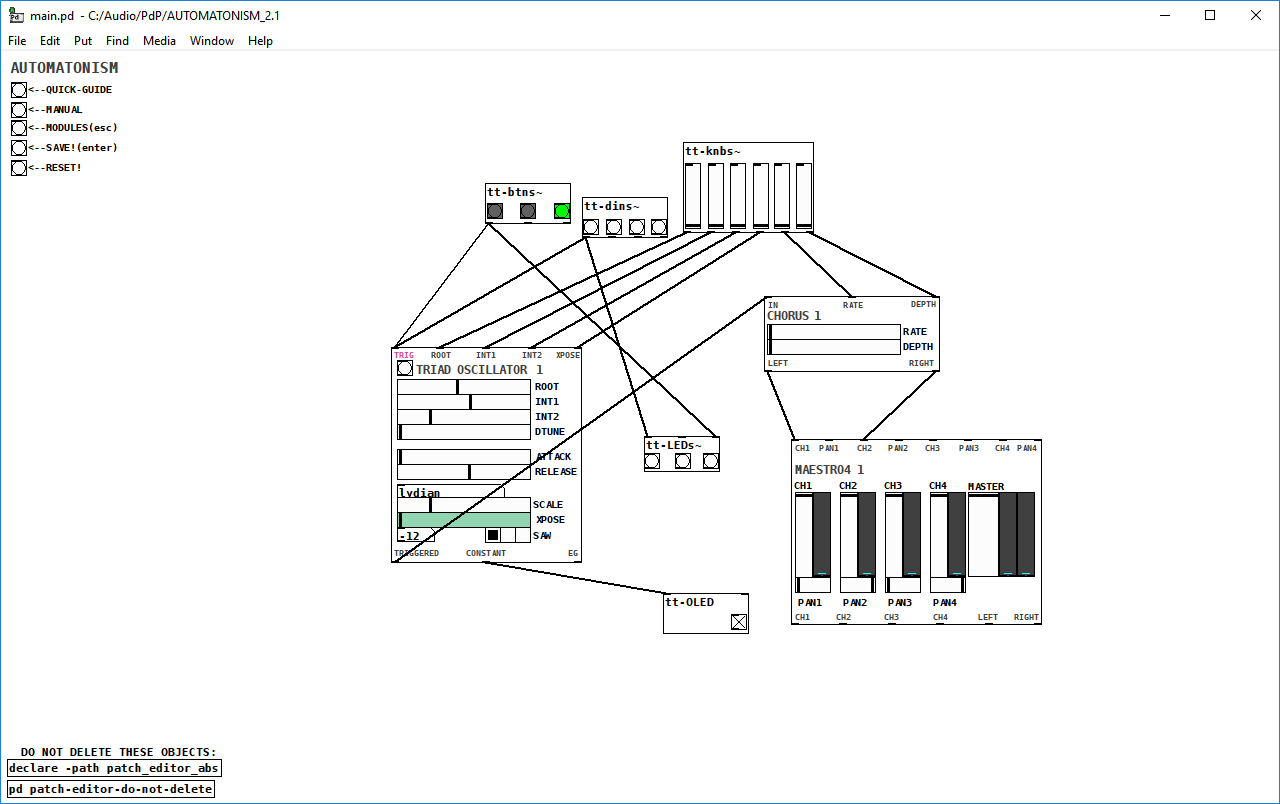 main.pd - C:/Audio/PdP/AUTOMATONISM_2.1
File Edit Put Find Media Window Help
AUTOMATONISM
<--QUICK-GUIDE
<--MANUAL
<--MODULES(esc)
<--SAVE!(enter)
<--RESET!
tt-btns~
tt-dins~
tt-knbs~
TRIG ROOT INT1 INT2 XPOSE
TRIAD OSCILLATOR 1
ROOT
INT1
INT2
DTUNE
ATTACK
RELEASE
lydian
SCALE
XPOSE
-12
SAW
TRIGGERED CONSTANT EG
tt-LEDs~
tt-OLED
IN RATE DEPTH
CHORUS 1
RATE
DEPTH
LEFT RIGHT
CH1 PAN1 CH2 PAN2 CH3 PAN3 CH4 PAN4
MAESTRO4 1
CH1 CH2 CH3 CH4 MASTER
PAN1 PAN2 PAN3 PAN4
CH1 CH2 CH3 CH4 LEFT RIGHT
DO NOT DELETE THESE OBJECTS:
declare -path patch_editor_abs
pd patch-editor-do-not-delete